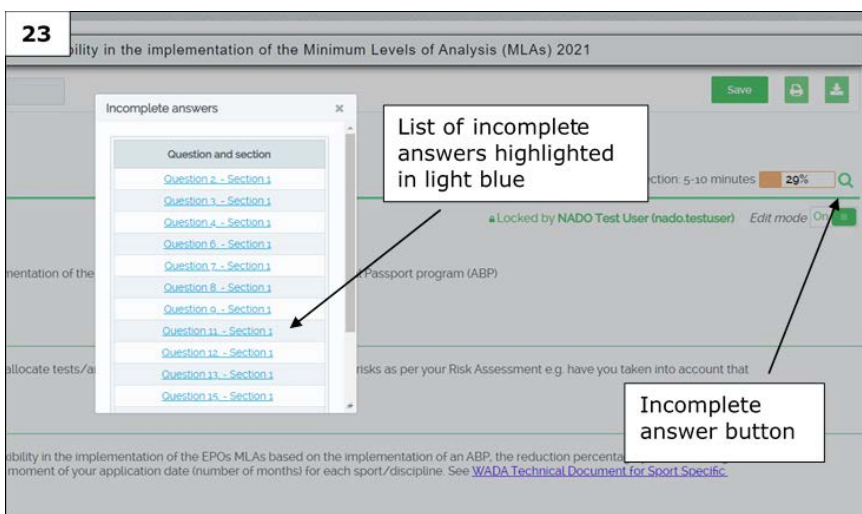 23
bility in the implementation of the Minimum Levels of Analysis (MLAs) 2021
Save
Incomplete answers
Question and section
Question 2. - Section 1
Question 3. - Section 1
Question 4. - Section 1
Question 6. - Section 1
Question 7. - Section 1
Question 8. - Section 1
Question 9. - Section 1
Question 11. - Section 1
Question 12. - Section 1
Question 13. - Section 1
Question 15. - Section 1
List of incomplete
answers highlighted
in light blue
ection: 5-10 minutes 29%
Locked by NADO Test User (nado.testuser) Edit mode On
mentation of the Passport program (ABP)
allocate tests/a risks as per your Risk Assessment e.g. have you taken into account that
Incomplete
answer button
xibility in the implementation of the EPOs MLAs based on the implementation of an ABP, the reduction
moment of your application date (number of months) for each sport/discipline. See WADA Technical Document for Sport Specific